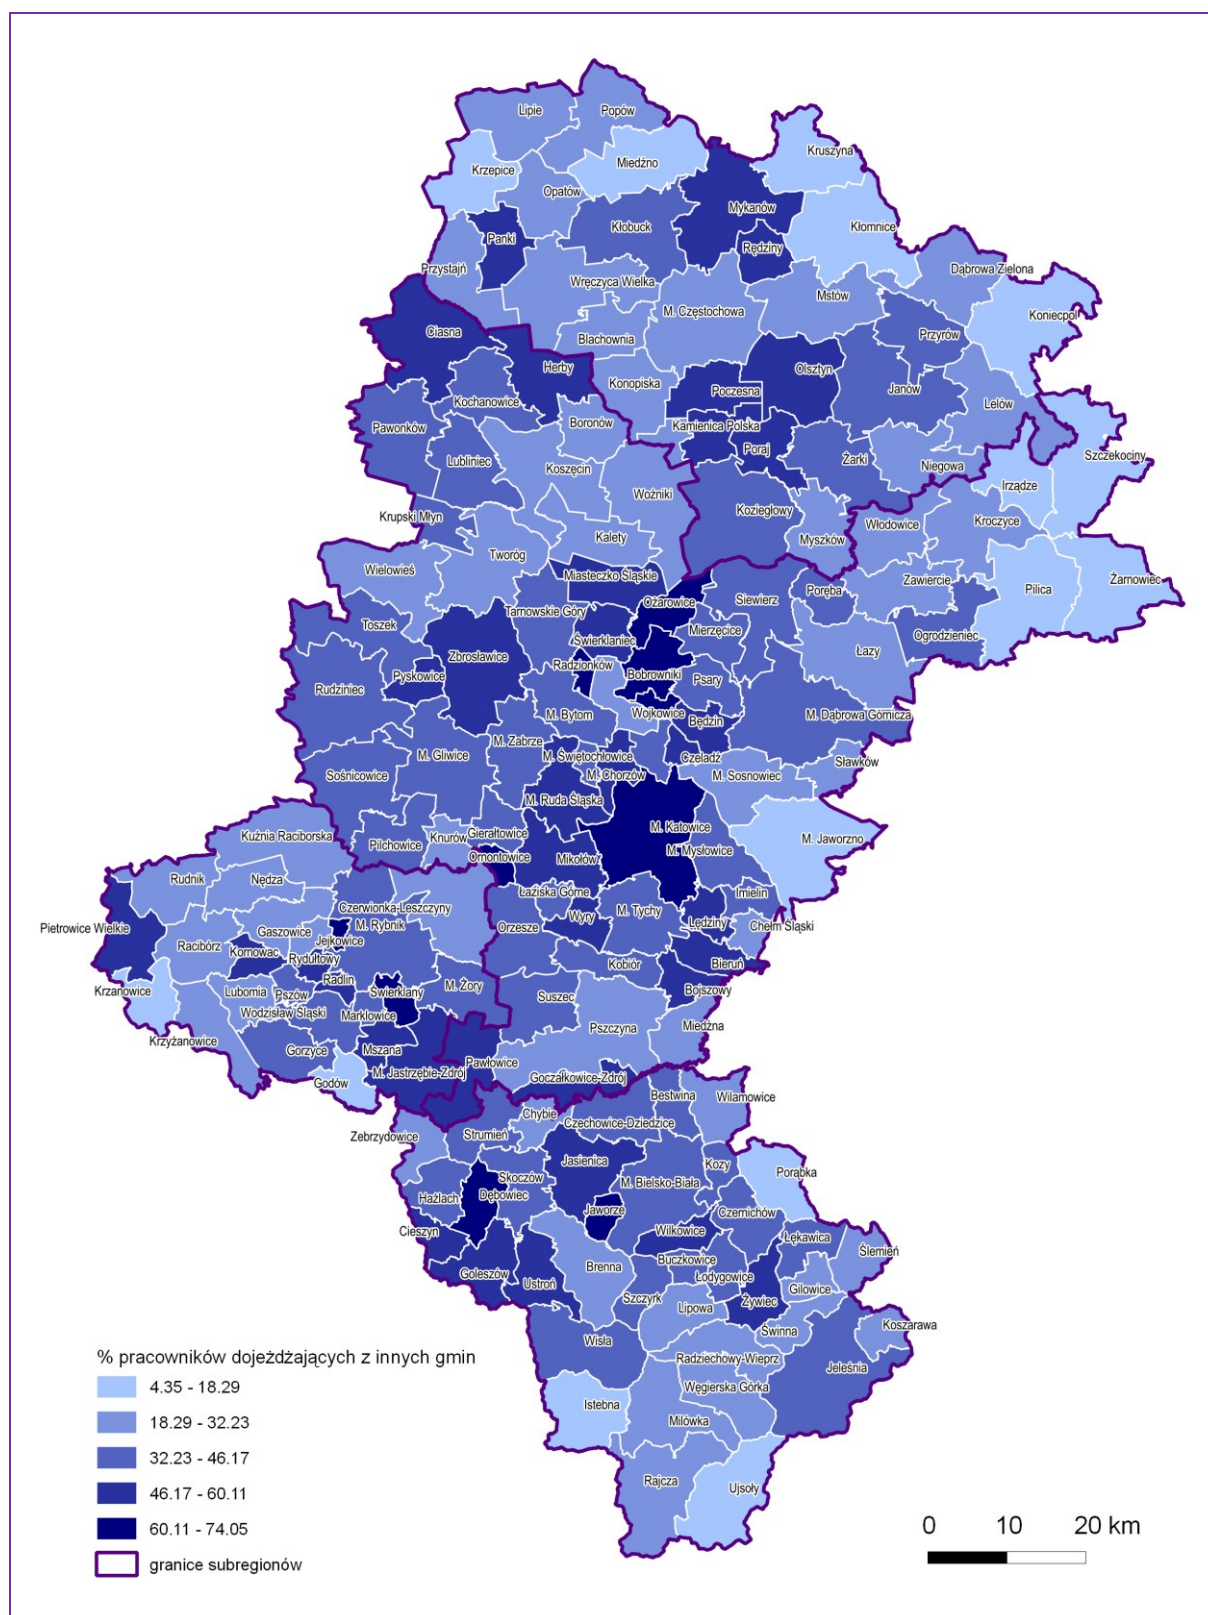 Lipie
Popów
Kruszyna
Miedźno
Krzepice
Opatów
Mykanów
Kłobuck
Kłomnice
Panki
Rędziny
Przystajń
Dąbrowa Zielona
Wręczyca Wielka
Mstów
M. Częstochowa
Koniecpol
Ciasna
Przyrów
Blachownia
Herby
Olsztyn
Konopiska
Poczesna
Janów
Kochanowice
Lelów
Boronów
Kamienica Polska
Pawonków
Poraj
Szczekociny
Lubliniec
Żarki
Koszęcin
Niegowa
Irządze
Woźniki
Koziegłowy
Krupski Młyn
Kroczyce
Włodowice
Kalety
Myszków
Tworóg
Wielowieś
Miasteczko Śląskie
Zawiercie
Żarnowiec
Pilica
Poręba
Ożarowice
Siewierz
Tarnowskie Góry
Toszek
Mierzęcice
Świerklaniec
Ogrodzieniec
Łazy
Zbrosławice
Radzionków
Bobrowniki
Pyskowice
Psary
Rudziniec
Wojkowice
M. Bytom
M. Dąbrowa Górnicza
Będzin
M. Zabrze
M. Gliwice
M. Świętochłowice
Czeladź
Sławków
Sośnicowice
M. Chorzów
M. Sosnowiec
M. Ruda Śląska
M. Katowice
Kuźnia Raciborska
Gierałtowice
Knurów
M. Jaworzno
Pilchowice
M. Mysłowice
Ornontowice
Mikołów
Rudnik
Nędza
Łaziska Górne
Imielin
Czerwionka-Leszczyny
M. Tychy
Wyry
Lędziny
Chełm Śląski
Pietrowice Wielkie
M. Rybnik
Orzesze
Gaszowice
Jejkowice
Racibórz
Kornowac
Rydułtowy
Kobiór
Bieruń
Radlin
Krzanowice
Lubomia
Pszów
Świerklany
M. Żory
Bojszowy
Suszec
Wodzisław Śląski
Marklowice
Miedźna
Pszczyna
Krzyżanowice
Gorzyce
Mszana
Pawłowice
M. Jastrzębie-Zdrój
Goczałkowice-Zdrój
Godów
Bestwina
Wilamowice
Chybie
Czechowice-Dziedzice
Zebrzydowice
Strumień
Jasienica
Kozy
Porąbka
Skoczów
M. Bielsko-Biała
Hażlach
Dębowiec
Jaworze
Czernichów
Cieszyn
Wilkowice
Łękawica
Ślemień
Buczkowice
Brenna
Goleszów
Łodygowice
Ustroń
Gilowice
Szczyrk
Żywiec
Lipowa
Koszarawa
Świnna
Wisła
Radziechowy-Wieprz
Jeleśnia
Węgierska Górka
Istebna
Milówka
Rajcza
Ujsoły
% pracowników dojeżdżających z innych gmin
4.35 - 18.29
18.29 - 32.23
32.23 - 46.17
46.17 - 60.11
60.11 - 74.05
granice subregionów
0 10 20 km